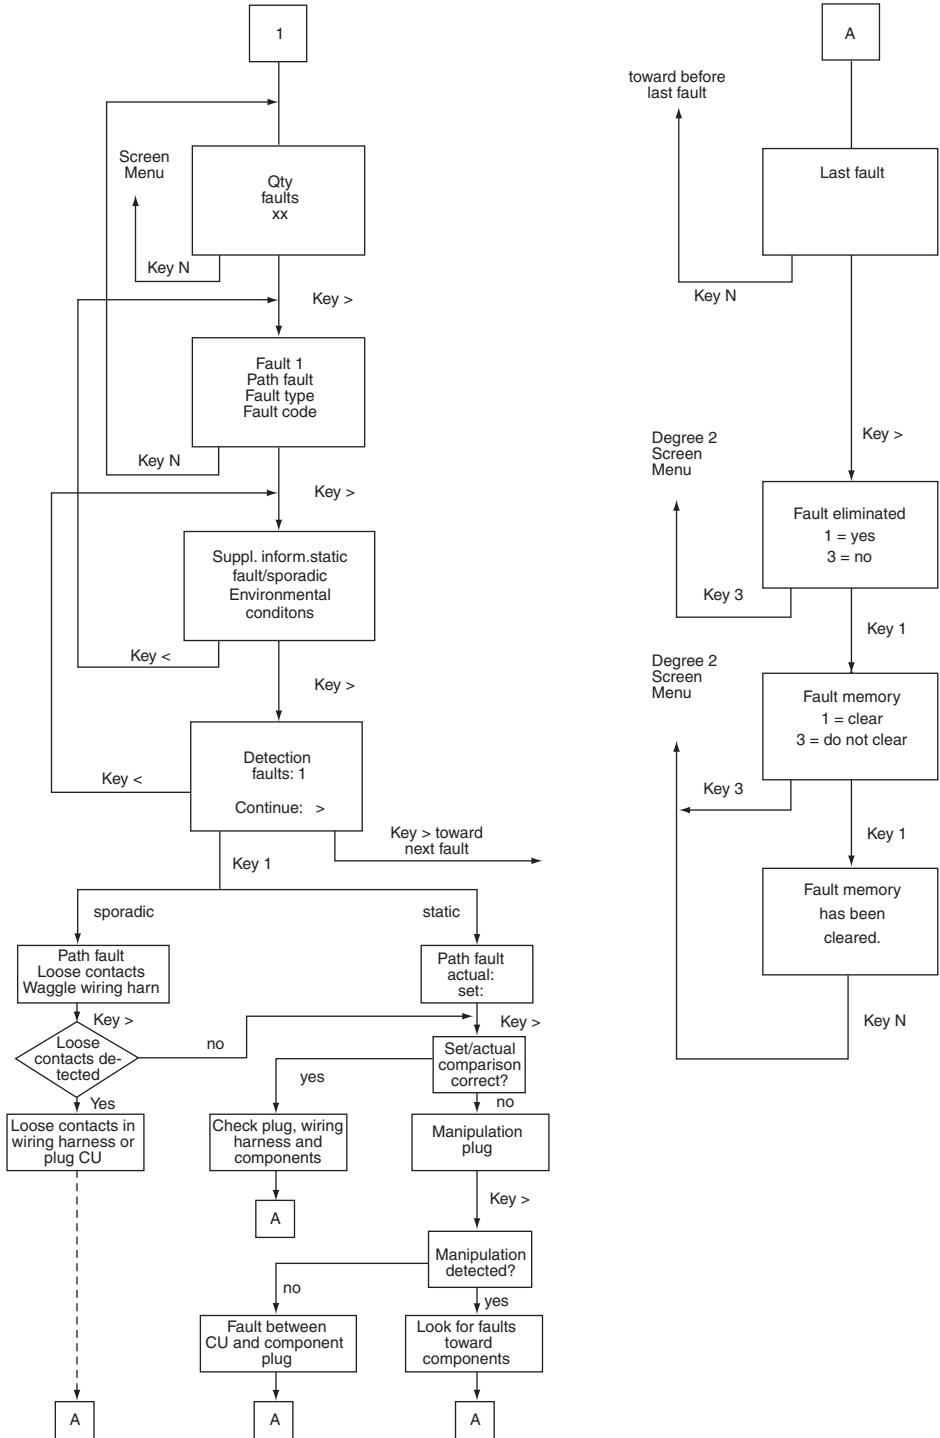 1
Screen
Menu
Qty
faults
xx
Key N
Key >
Fault 1
Path fault
Fault type
Fault code
Key N
Key >
Suppl. inform.static
fault/sporadic
Environmental
conditons
Key <
Key >
Detection
faults: 1
Continue: >
Key <
Key > toward
next fault
Key 1
sporadic
static
Path fault
Loose contacts
Waggle wiring harn
Path fault
actual:
set:
Key >
Key >
Loose
contacts de-
tected
no
Set/actual
comparison
correct?
yes
Yes
no
Loose contacts in
wiring harness or
plug CU
Check plug, wiring
harness and
components
Manipulation
plug
A
Key >
Manipulation
detected?
no
yes
Fault between
CU and component
plug
Look for faults
toward
components
A
A
A
A
toward before
last fault
Last fault
Key N
Key >
Degree 2
Screen
Menu
Fault eliminated
1 = yes
3 = no
Key 3
Key 1
Degree 2
Screen
Menu
Fault memory
1 = clear
3 = do not clear
Key 3
Key 1
Fault memory
has been
cleared.
Key N